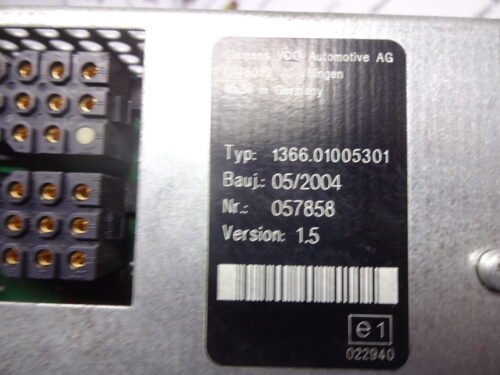 Siemens VDO Automotive AG
Made in Germany
Typ: 1366.01005301
Bauj.: 05/2004
Nr.: 057858
Version: 1.5
e1
022940